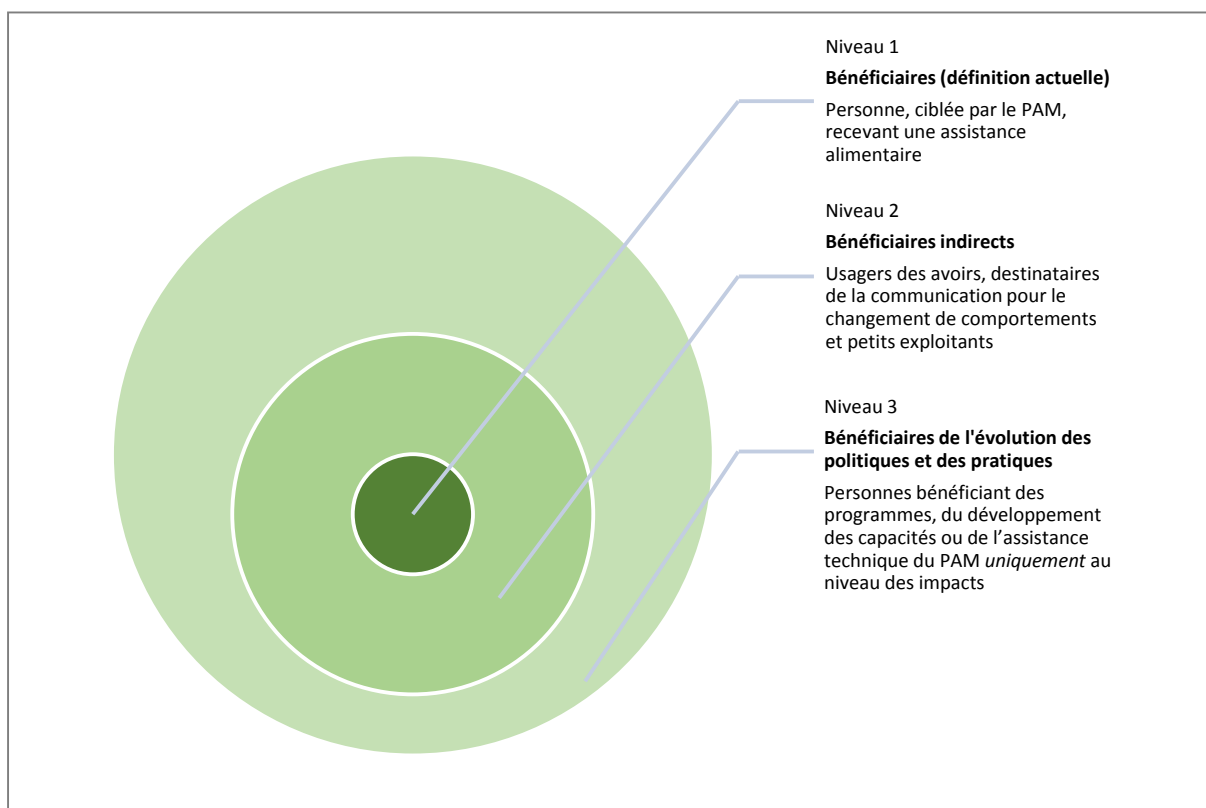 Niveau 1
Bénéficiaires (définition actuelle)
Personne, ciblée par le PAM,
recevant une assistance
alimentaire
Niveau 2
Bénéficiaires indirects
Usagers des avoirs, destinataires
de la communication pour le
changement de comportements
et petits exploitants
Niveau 3
Bénéficiaires de l'évolution des
politiques et des pratiques
Personnes bénéficiant des
programmes, du développement
des capacités ou de l’assistance
technique du PAM uniquement au
niveau des impacts